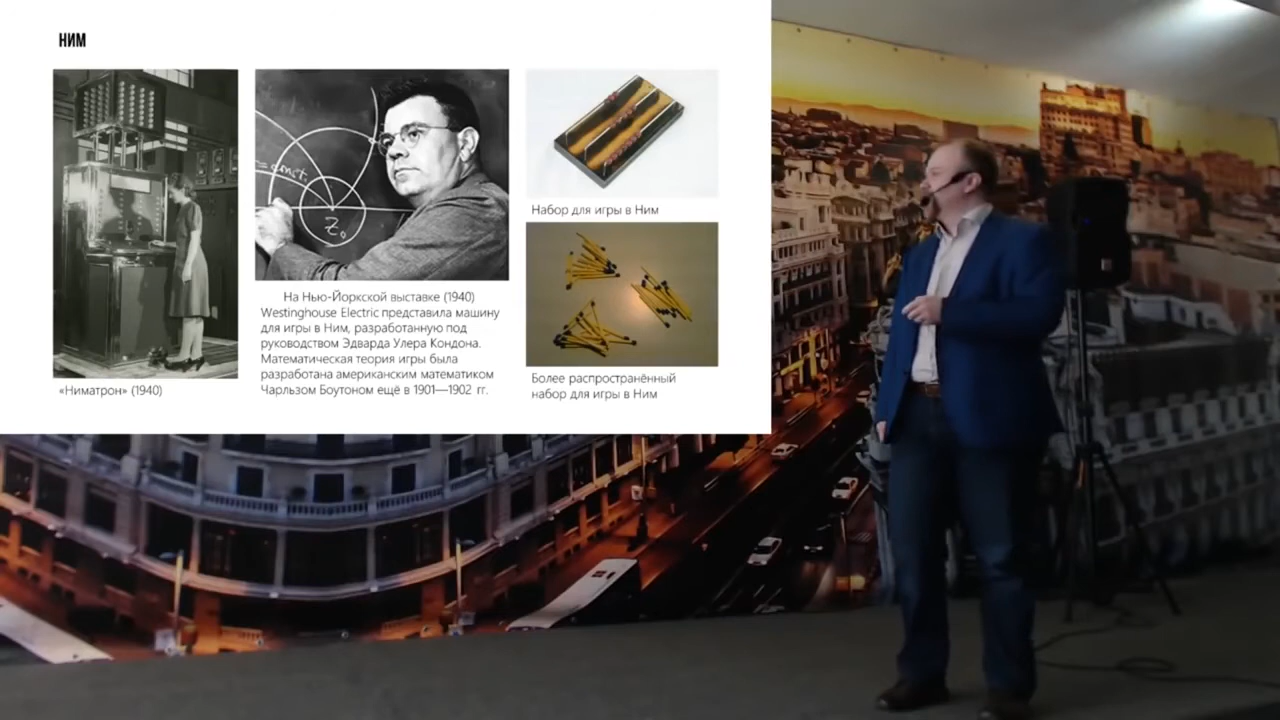 НИМ
= const.
Z₀
Набор для игры в Ним
На Нью-Йоркской выставке (1940)
Westinghouse Electric представила машину
для игры в Ним, разработанную под
руководством Эдварда Улера Кондона.
Математическая теория игры была
разработана американским математиком
Чарльзом Боутоном ещё в 1901—1902 гг.
«Ниматрон» (1940)
Более распространённый
набор для игры в Ним